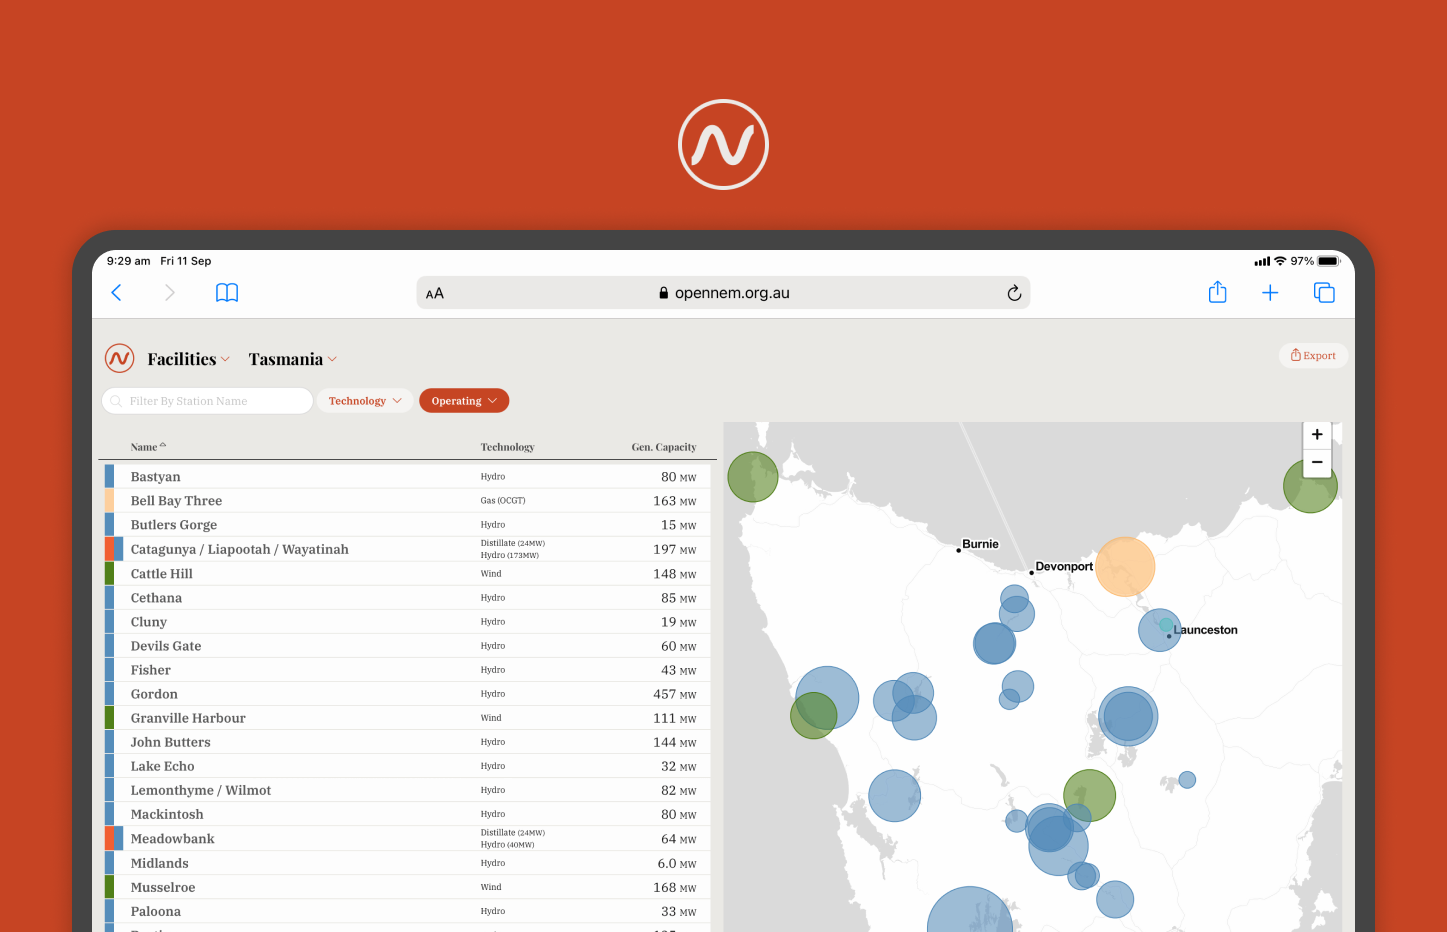 9:29 am Fri 11 Sep
97%
AA
opennem.org.au
Facilities
Tasmania
Export
Filter By Station Name
Technology
Operating
Name
Technology
Gen. Capacity
Bastyan Hydro 80 MW
Bell Bay Three Gas (OCGT) 163 MW
Butlers Gorge Hydro 15 MW
Catagunya / Liapootah / Wayatinah Distillate (24MW) Hydro (173MW) 197 MW
Cattle Hill Wind 148 MW
Cethana Hydro 85 MW
Cluny Hydro 19 MW
Devils Gate Hydro 60 MW
Fisher Hydro 43 MW
Gordon Hydro 457 MW
Granville Harbour Wind 111 MW
John Butters Hydro 144 MW
Lake Echo Hydro 32 MW
Lemonthyme / Wilmot Hydro 82 MW
Mackintosh Hydro 80 MW
Meadowbank Distillate (24MW) Hydro (40MW) 64 MW
Midlands Hydro 6.0 MW
Musselroe Wind 168 MW
Paloona Hydro 33 MW
+
−
Burnie
Devonport
Launceston